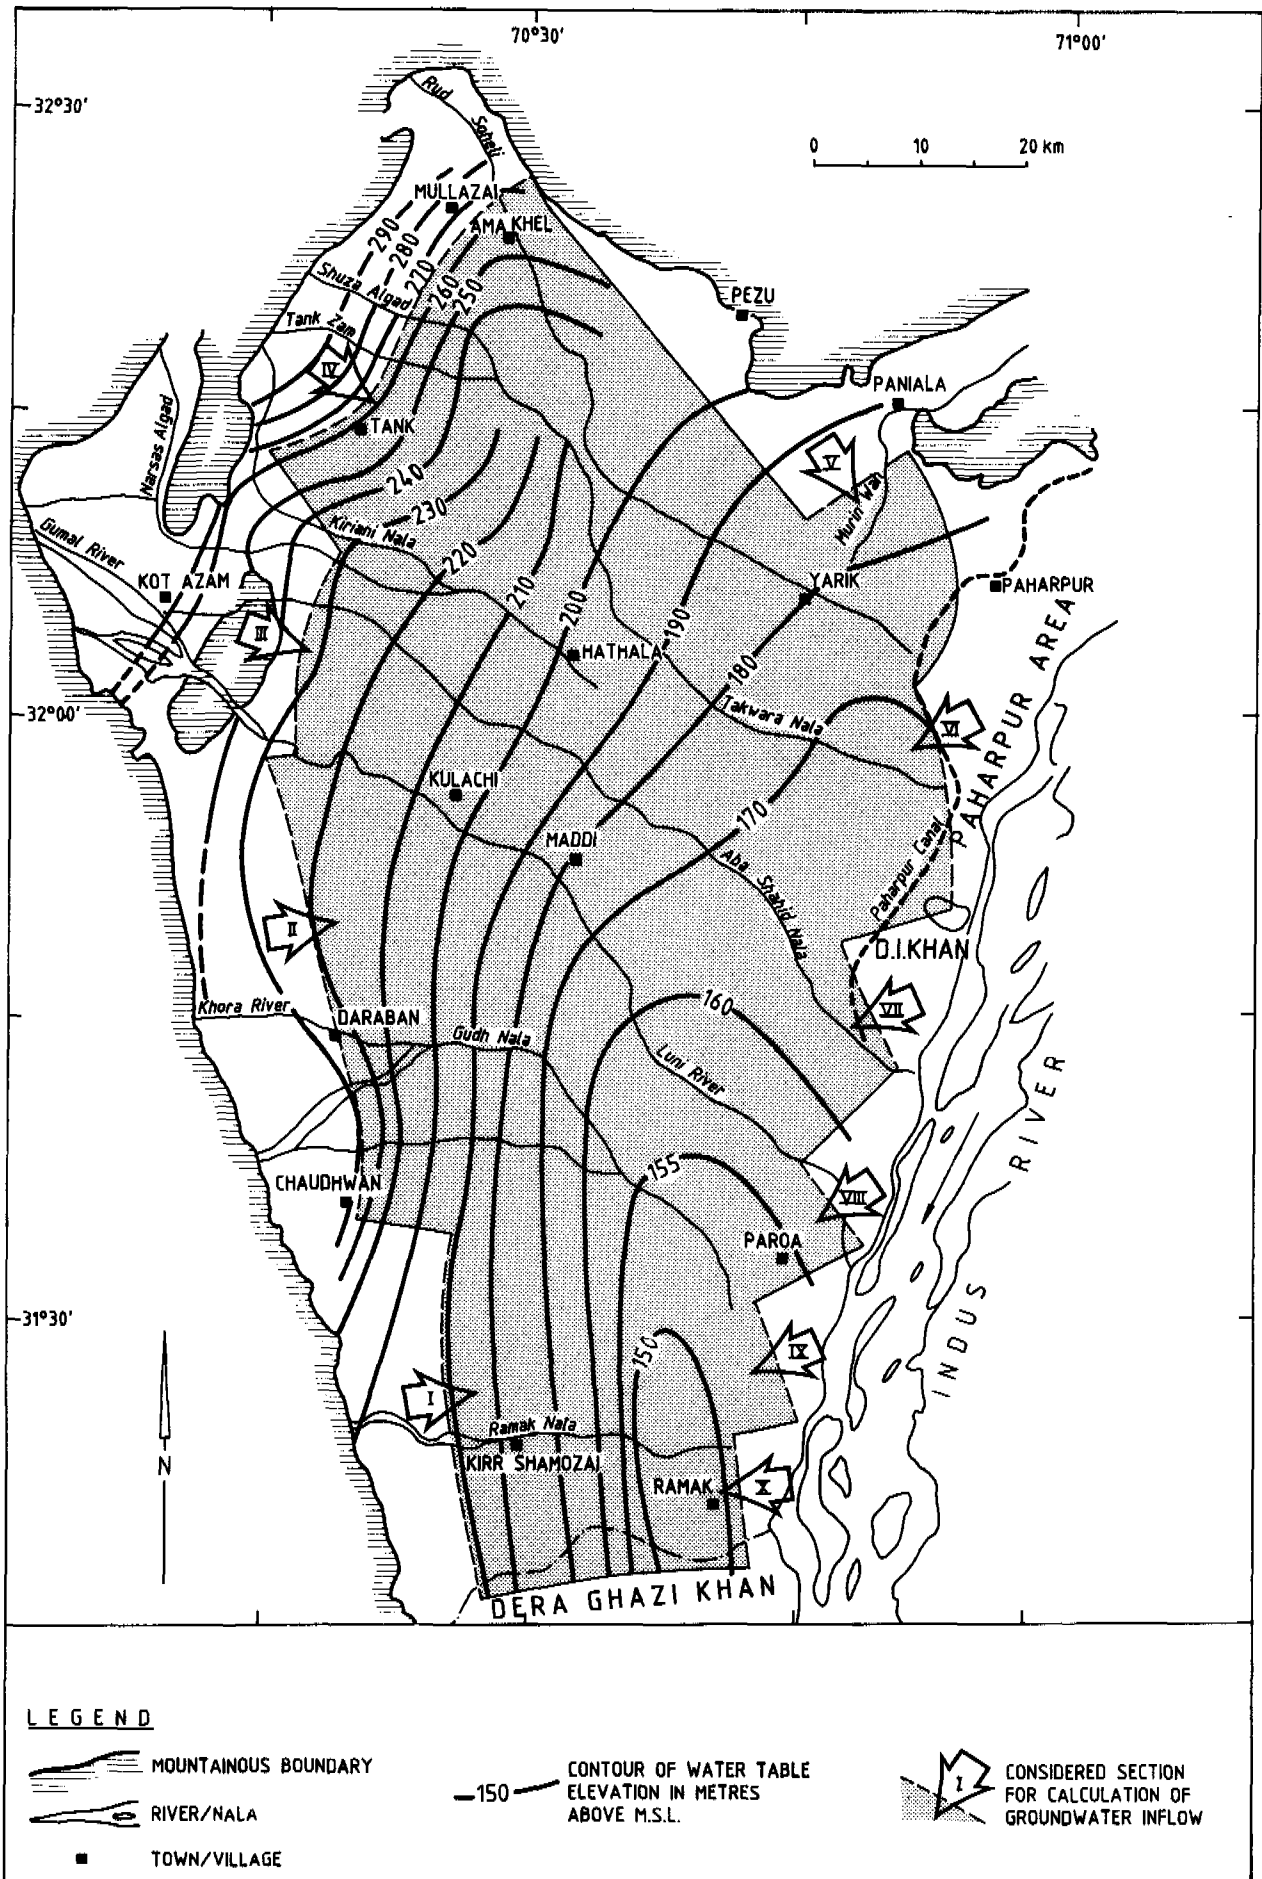 70°30'
71°00'
32°30'
0 10 20 km
Rud Soheli
MULLAZAI
AMA KHEL
290
280
270
260
250
Shuza Algad
Tank Zam
PEZU
IV
PANIALA
Narsas Algad
TANK
V
240
230
Murin Wah
Kiriani Nala
Gumal River
220
KOT AZAM
210
200
190
YARIK
PAHARPUR
III
HATHALA
180
PAHARPUR AREA
32°00'
Takwara Nala
VI
KULACHI
170
MADDI
Aba Shahid Nala
Paharpur Canal
II
D.I.KHAN
160
VII
Khora River
DARABAN
Gudh Nala
Luni River
INDUS RIVER
155
CHAUDHWAN
VIII
PAROA
31°30'
150
IX
I
Ramak Nala
N
KIRR SHAMOZAI
RAMAK
X
DERA GHAZI KHAN
LEGEND
MOUNTAINOUS BOUNDARY
RIVER/NALA
TOWN/VILLAGE
150
CONTOUR OF WATER TABLE
ELEVATION IN METRES
ABOVE M.S.L.
I
CONSIDERED SECTION
FOR CALCULATION OF
GROUNDWATER INFLOW